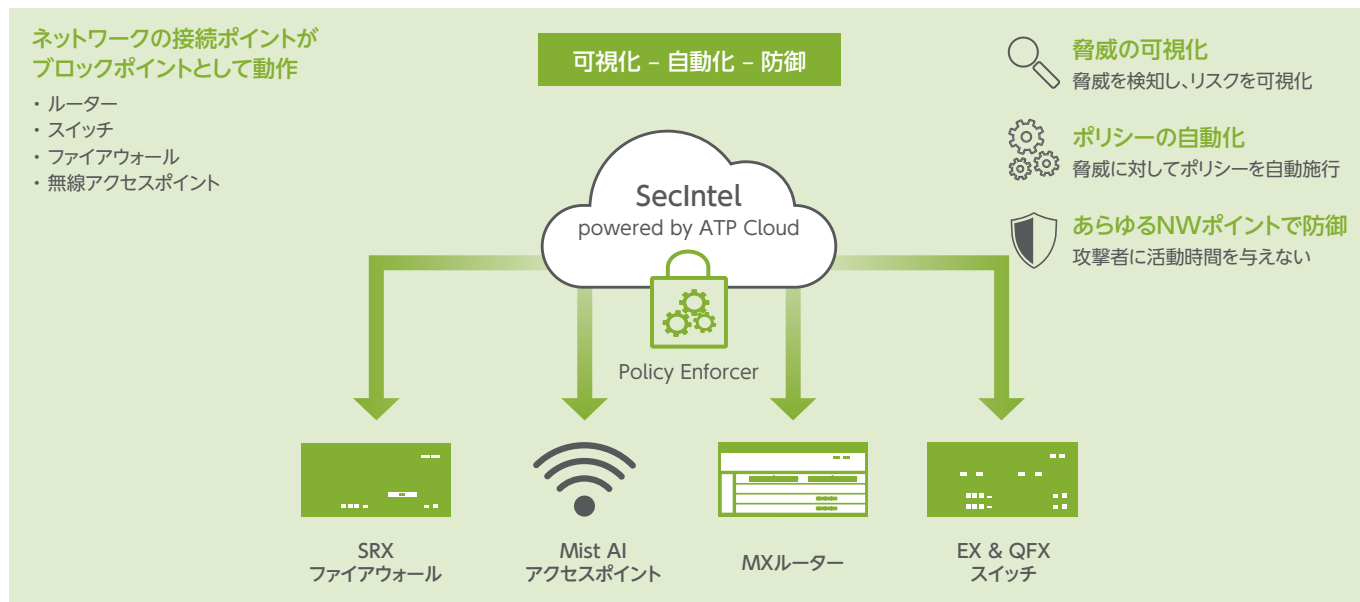 ネットワークの接続ポイントが
ブロックポイントとして動作
・ ルーター
・ スイッチ
・ ファイアウォール
・ 無線アクセスポイント
可視化 – 自動化 – 防御
脅威の可視化
脅威を検知し、リスクを可視化
ポリシーの自動化
脅威に対してポリシーを自動施行
あらゆるNWポイントで防御
攻撃者に活動時間を与えない
SecIntel
powered by ATP Cloud
Policy Enforcer
SRX
ファイアウォール
Mist AI
アクセスポイント
MXルーター
EX & QFX
スイッチ